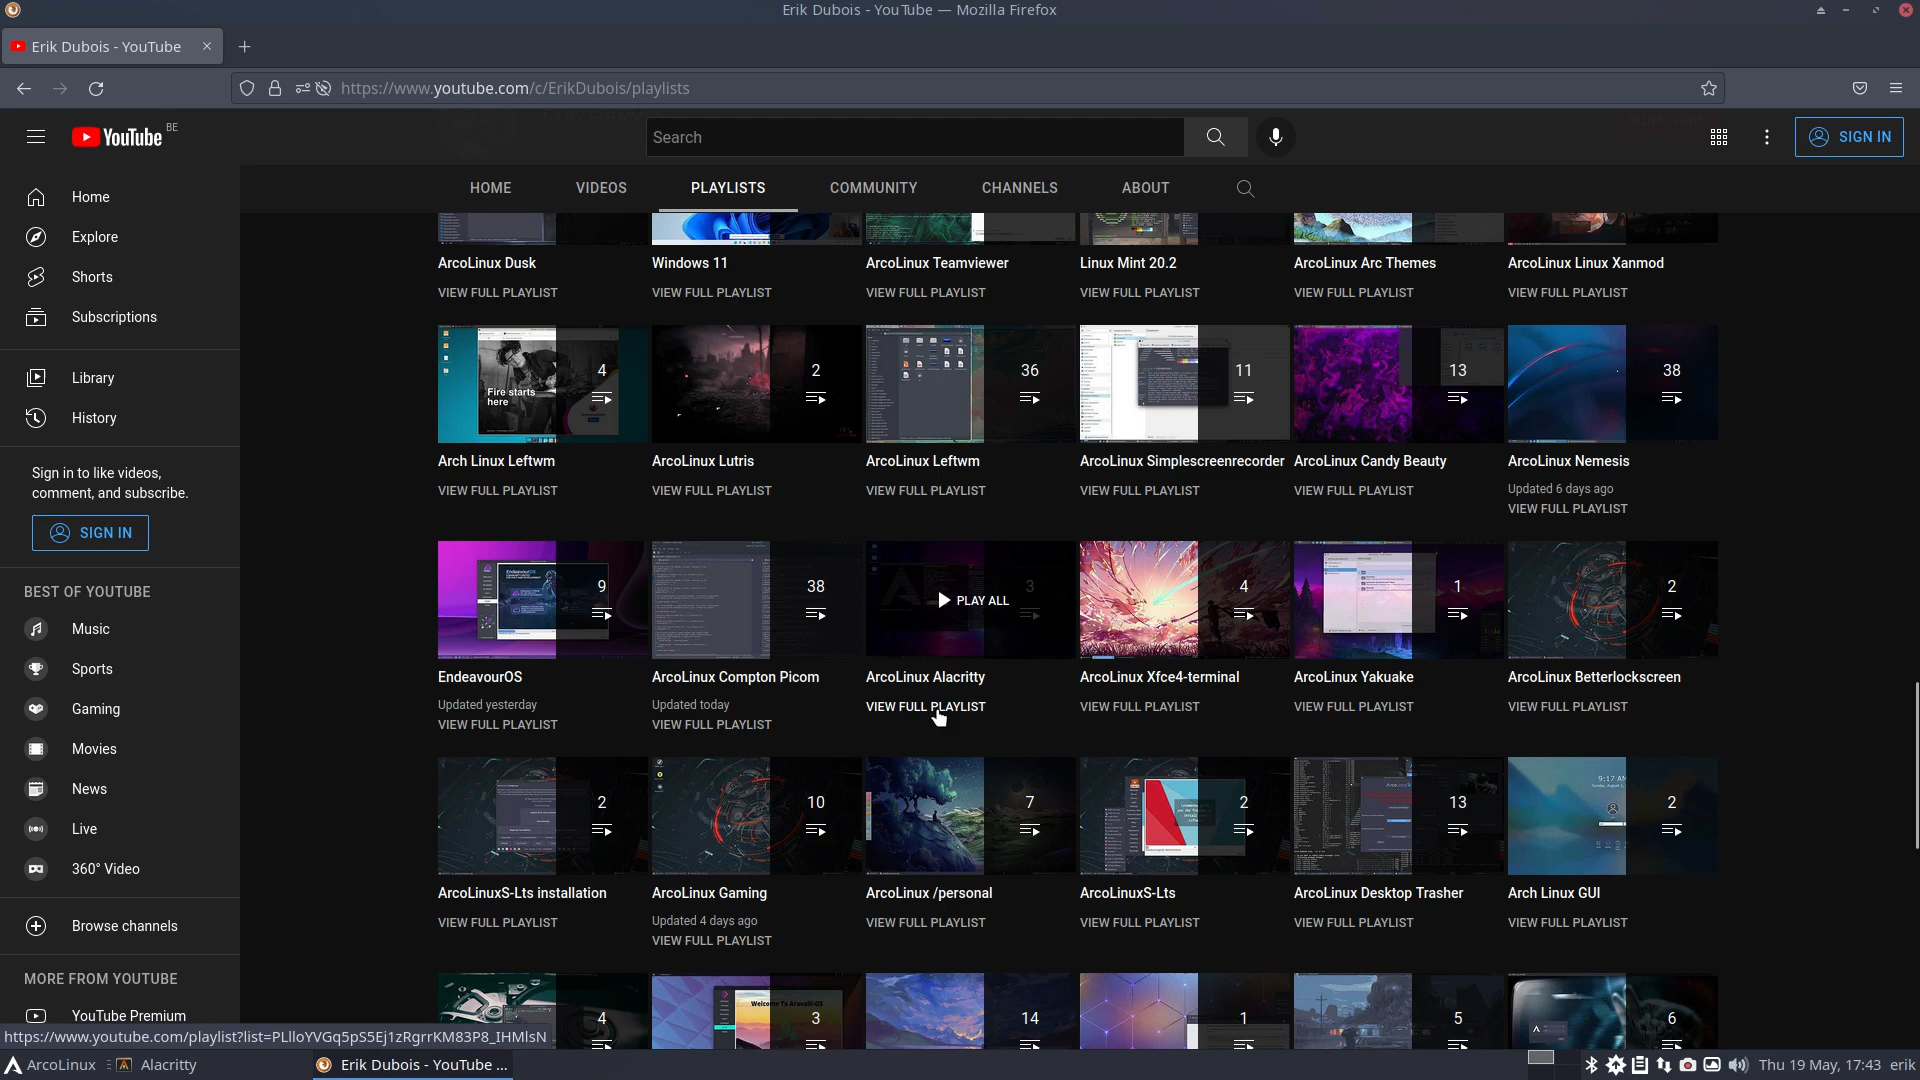 Erik Dubois - YouTube — Mozilla Firefox
Erik Dubois - YouTube
https://www.youtube.com/c/ErikDubois/playlists
YouTube BE
Search
SIGN IN
HOME VIDEOS PLAYLISTS COMMUNITY CHANNELS ABOUT
Home
Explore
Shorts
Subscriptions
Library
History
Sign in to like videos,
comment, and subscribe.
SIGN IN
BEST OF YOUTUBE
Music
Sports
Gaming
Movies
News
Live
360° Video
Browse channels
MORE FROM YOUTUBE
YouTube Premium
ArcoLinux Dusk
VIEW FULL PLAYLIST
Windows 11
VIEW FULL PLAYLIST
ArcoLinux Teamviewer
VIEW FULL PLAYLIST
Linux Mint 20.2
VIEW FULL PLAYLIST
ArcoLinux Arc Themes
VIEW FULL PLAYLIST
ArcoLinux Linux Xanmod
VIEW FULL PLAYLIST
Fire starts
here
4
Arch Linux Leftwm
VIEW FULL PLAYLIST
2
ArcoLinux Lutris
VIEW FULL PLAYLIST
36
ArcoLinux Leftwm
VIEW FULL PLAYLIST
11
ArcoLinux Simplescreenrecorder
VIEW FULL PLAYLIST
13
ArcoLinux Candy Beauty
VIEW FULL PLAYLIST
38
ArcoLinux Nemesis
Updated 6 days ago
VIEW FULL PLAYLIST
EndeavourOS
9
EndeavourOS
Updated yesterday
VIEW FULL PLAYLIST
38
ArcoLinux Compton Picom
Updated today
VIEW FULL PLAYLIST
PLAY ALL
3
ArcoLinux Alacritty
VIEW FULL PLAYLIST
4
ArcoLinux Xfce4-terminal
VIEW FULL PLAYLIST
1
ArcoLinux Yakuake
VIEW FULL PLAYLIST
2
ArcoLinux Betterlockscreen
VIEW FULL PLAYLIST
2
ArcoLinuxS-Lts installation
VIEW FULL PLAYLIST
10
ArcoLinux Gaming
Updated 4 days ago
VIEW FULL PLAYLIST
7
ArcoLinux /personal
VIEW FULL PLAYLIST
2
ArcoLinuxS-Lts
VIEW FULL PLAYLIST
13
ArcoLinux Desktop Trasher
VIEW FULL PLAYLIST
9:17 AM
2
Arch Linux GUI
VIEW FULL PLAYLIST
4
Welcome To Aravalli-OS
3
14
1
5
6
https://www.youtube.com/playlist?list=PLlloYVGq5pS5Ej1zRgrrKM83P8_IHMlsN
ArcoLinux
Alacritty
Erik Dubois - YouTube ...
Thu 19 May, 17:43 erik